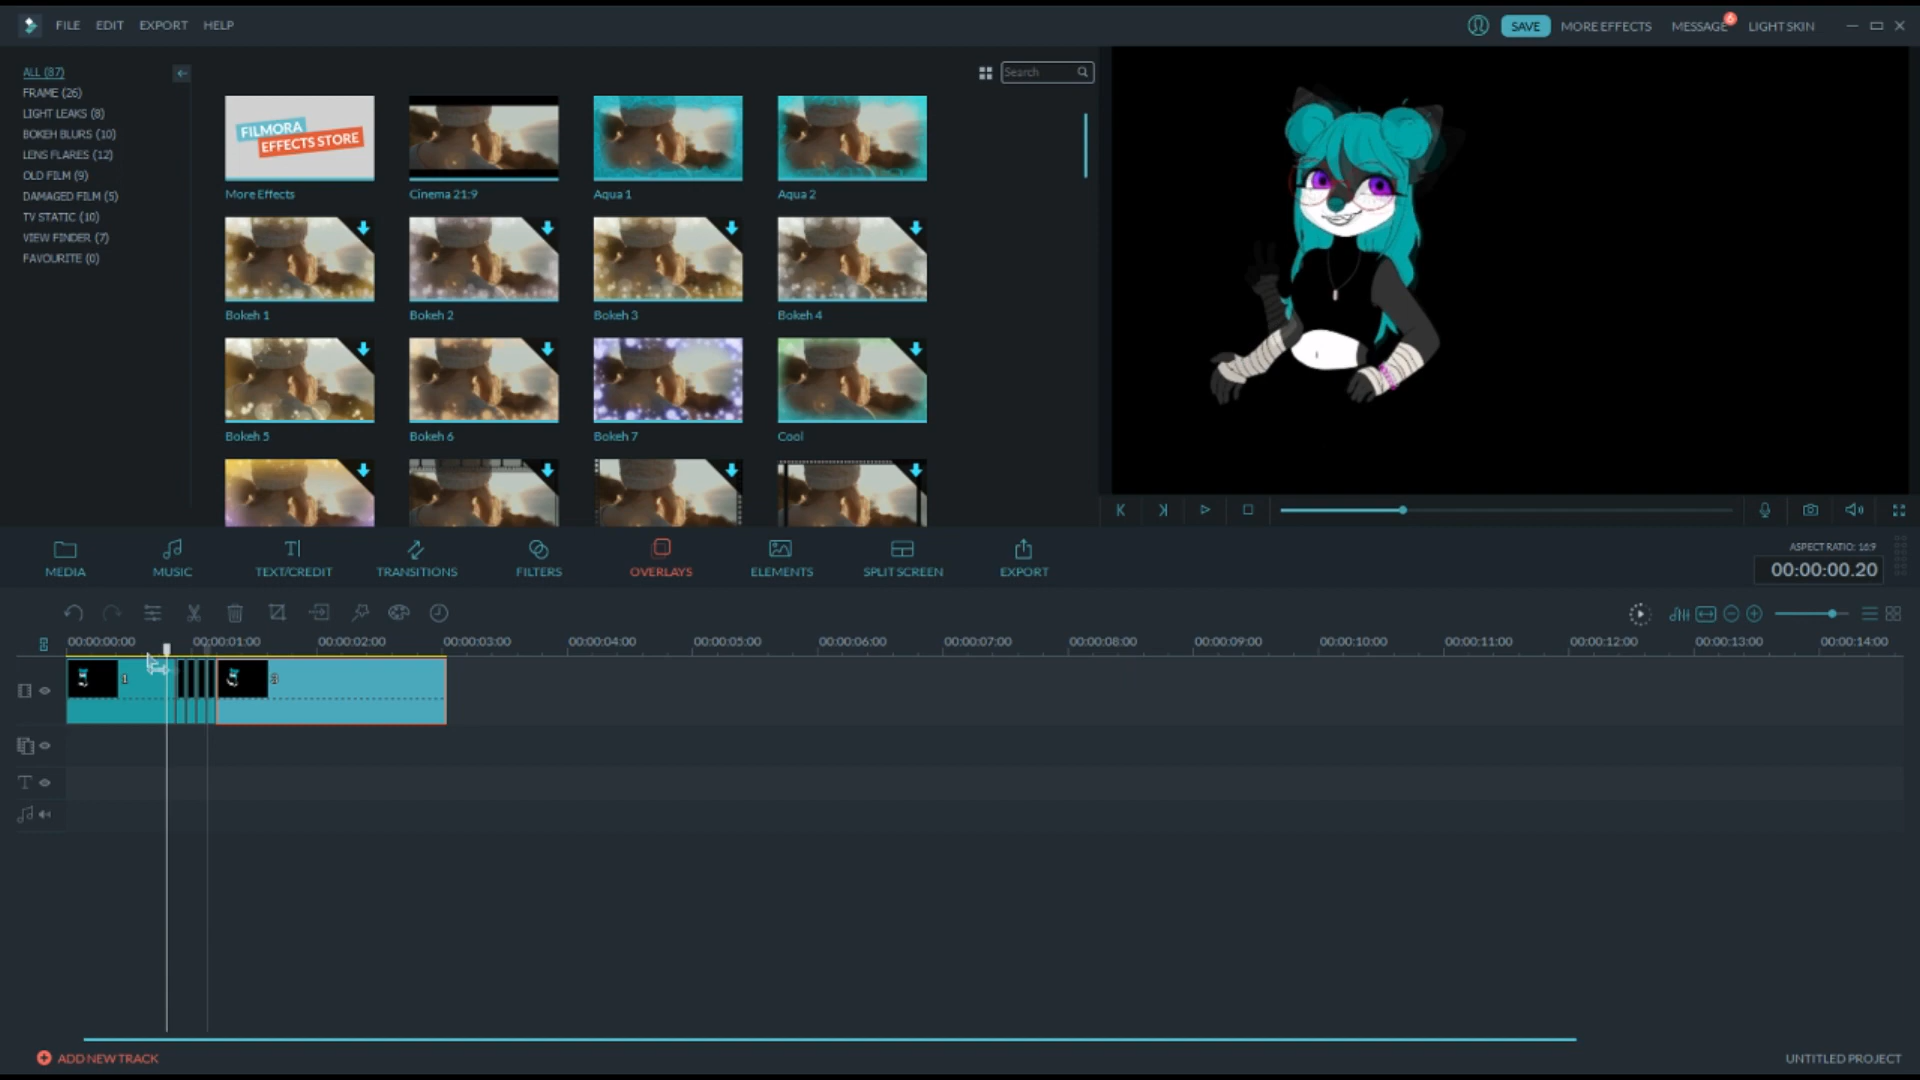 FILE EDIT EXPORT HELP
SAVE MORE EFFECTS MESSAGE 6 LIGHT SKIN
ALL (87)
FRAME (26)
LIGHT LEAKS (8)
BOKEH BLURS (10)
LENS FLARES (12)
OLD FILM (9)
DAMAGED FILM (5)
TV STATIC (10)
VIEW FINDER (7)
FAVOURITE (0)
Search
FILMORA
EFFECTS STORE
More Effects Cinema 21:9 Aqua 1 Aqua 2
Bokeh 1 Bokeh 2 Bokeh 3 Bokeh 4
Bokeh 5 Bokeh 6 Bokeh 7 Cool
MEDIA MUSIC TEXT/CREDIT TRANSITIONS FILTERS OVERLAYS ELEMENTS SPLIT SCREEN EXPORT
ASPECT RATIO: 16:9
00:00:00.20
00:00:00:00 00:00:01:00 00:00:02:00 00:00:03:00 00:00:04:00 00:00:05:00 00:00:06:00 00:00:07:00 00:00:08:00 00:00:09:00 00:00:10:00 00:00:11:00 00:00:12:00 00:00:13:00 00:00:14:00
1 3
ADD NEW TRACK
UNTITLED PROJECT